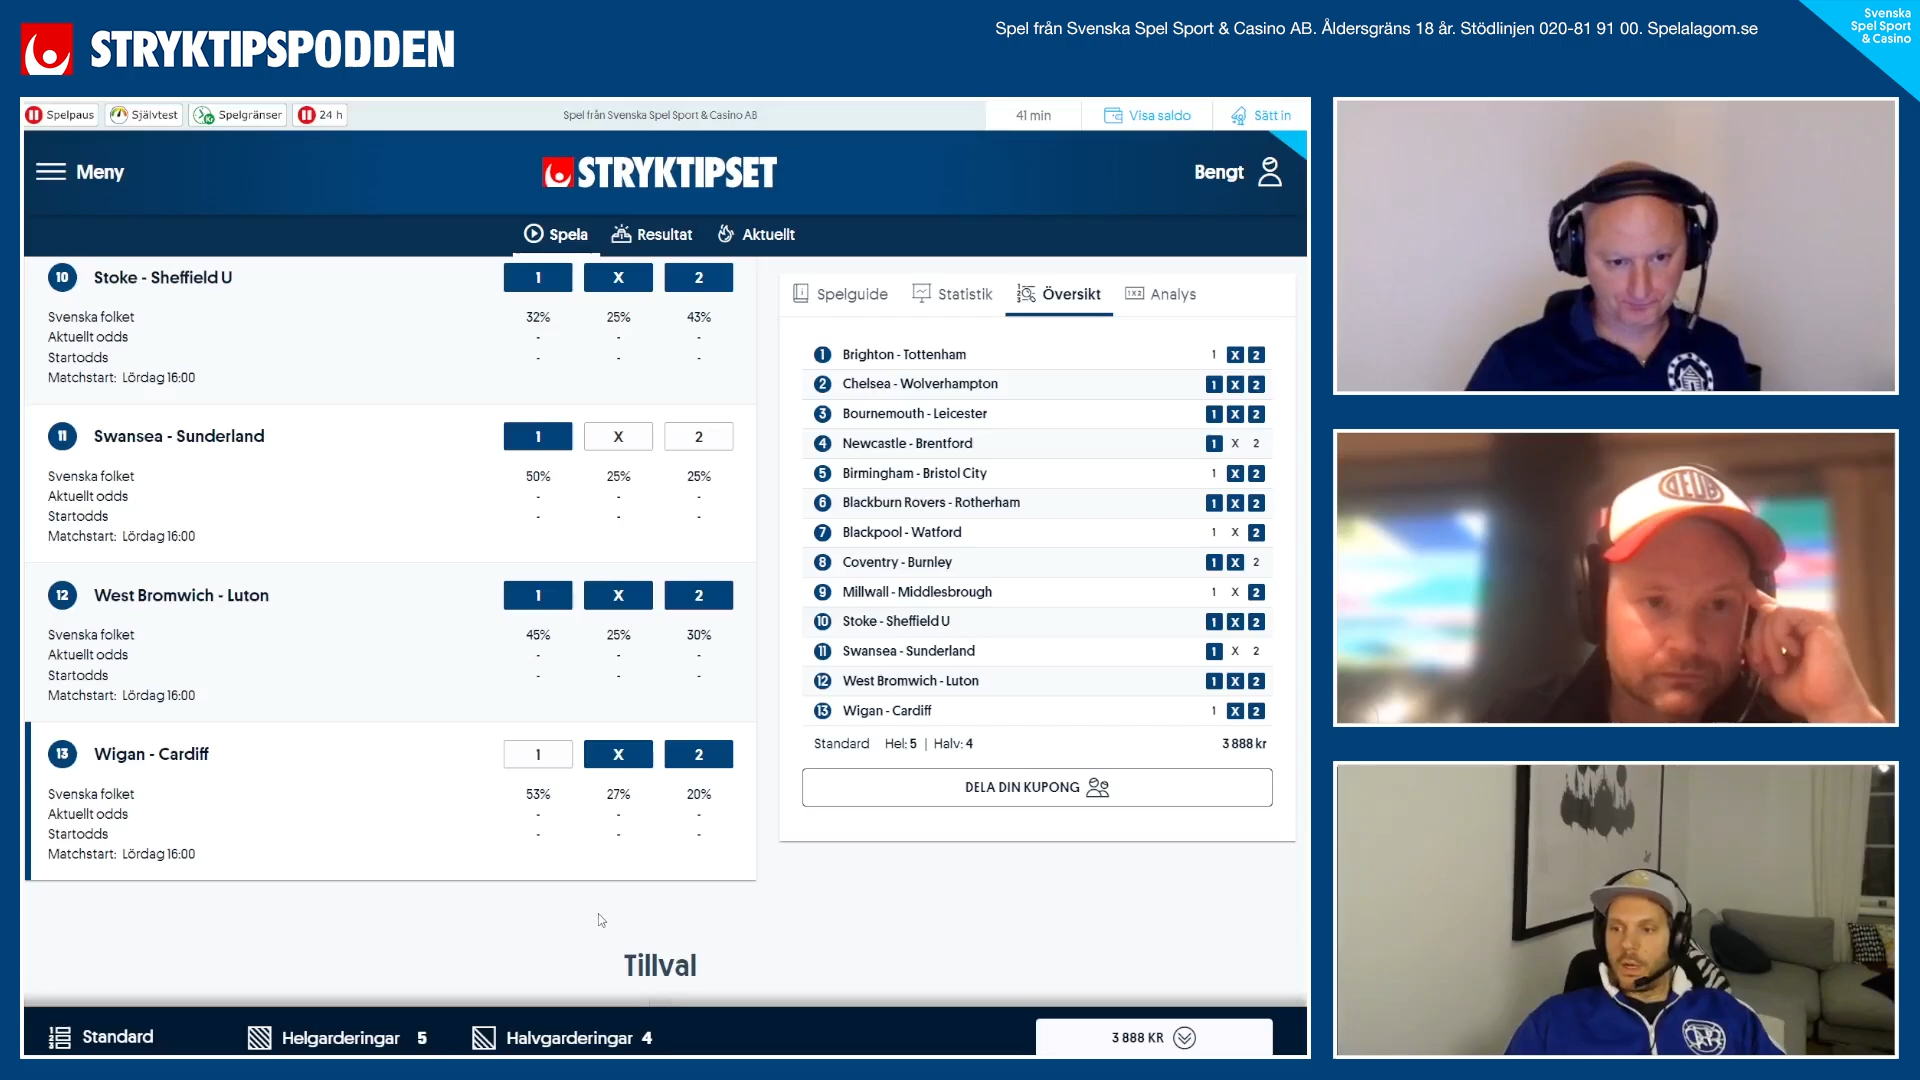 STRYKTIPSPODDEN
Spel från Svenska Spel Sport & Casino AB. Åldersgräns 18 år. Stödlinjen 020-81 91 00. Spelalagom.se
Svenska
Spel Sport
& Casino
Spelpaus
Självtest
Spelgränser
24 h
Spel från Svenska Spel Sport & Casino AB
41 min
Visa saldo
Sätt in
Meny
STRYKTIPSET
Bengt
Spela
Resultat
Aktuellt
10 Stoke - Sheffield U 1 X 2
Svenska folket 32% 25% 43%
Aktuellt odds - - -
Startodds - - -
Matchstart: Lördag 16:00
11 Swansea - Sunderland 1 X 2
Svenska folket 50% 25% 25%
Aktuellt odds - - -
Startodds - - -
Matchstart: Lördag 16:00
12 West Bromwich - Luton 1 X 2
Svenska folket 45% 25% 30%
Aktuellt odds - - -
Startodds - - -
Matchstart: Lördag 16:00
13 Wigan - Cardiff 1 X 2
Svenska folket 53% 27% 20%
Aktuellt odds - - -
Startodds - - -
Matchstart: Lördag 16:00
Tillval
Spelguide
Statistik
Översikt
1X2 Analys
1 Brighton - Tottenham 1 X 2
2 Chelsea - Wolverhampton 1 X 2
3 Bournemouth - Leicester 1 X 2
4 Newcastle - Brentford 1 X 2
5 Birmingham - Bristol City 1 X 2
6 Blackburn Rovers - Rotherham 1 X 2
7 Blackpool - Watford 1 X 2
8 Coventry - Burnley 1 X 2
9 Millwall - Middlesbrough 1 X 2
10 Stoke - Sheffield U 1 X 2
11 Swansea - Sunderland 1 X 2
12 West Bromwich - Luton 1 X 2
13 Wigan - Cardiff 1 X 2
Standard Hel: 5 | Halv: 4 3 888 kr
DELA DIN KUPONG
Standard
Helgarderingar 5
Halvgarderingar 4
3 888 KR